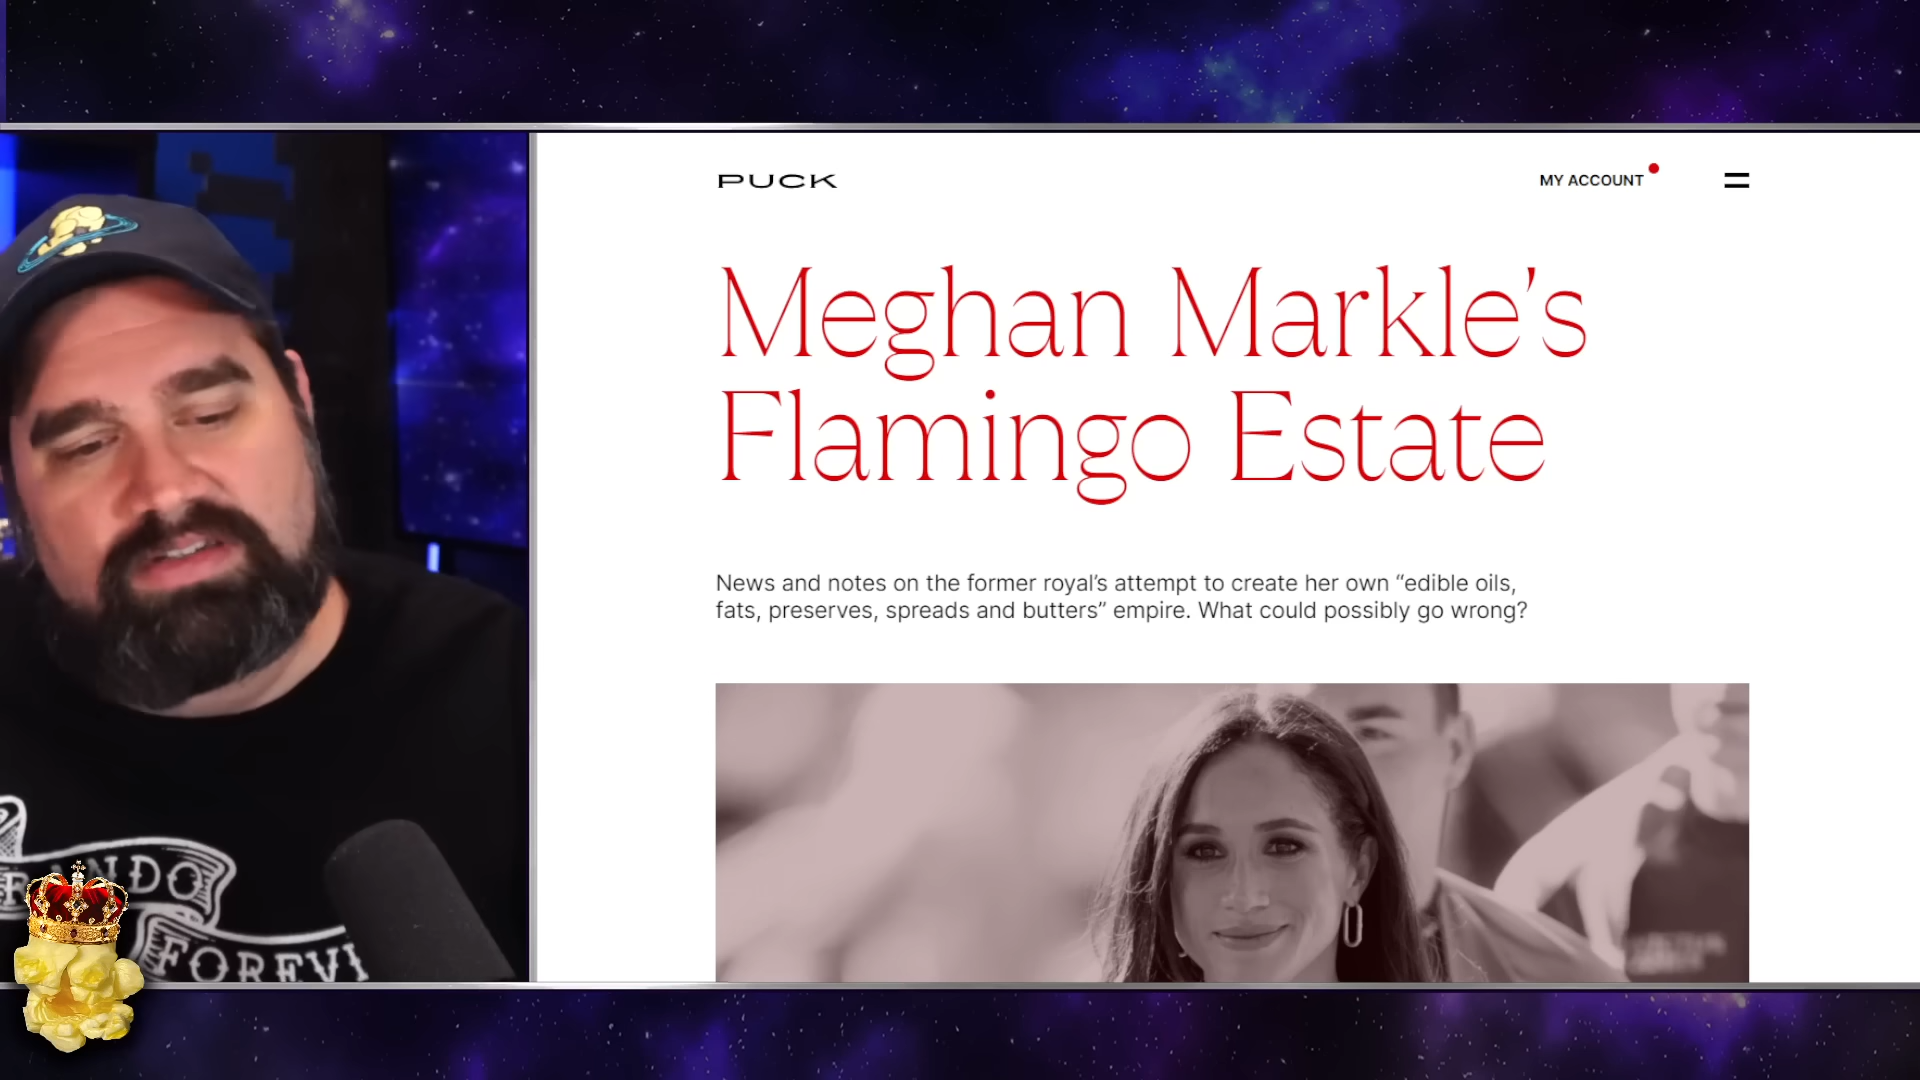 PUCK
MY ACCOUNT
Meghan Markle’s
Flamingo Estate
News and notes on the former royal’s attempt to create her own “edible oils,
fats, preserves, spreads and butters” empire. What could possibly go wrong?